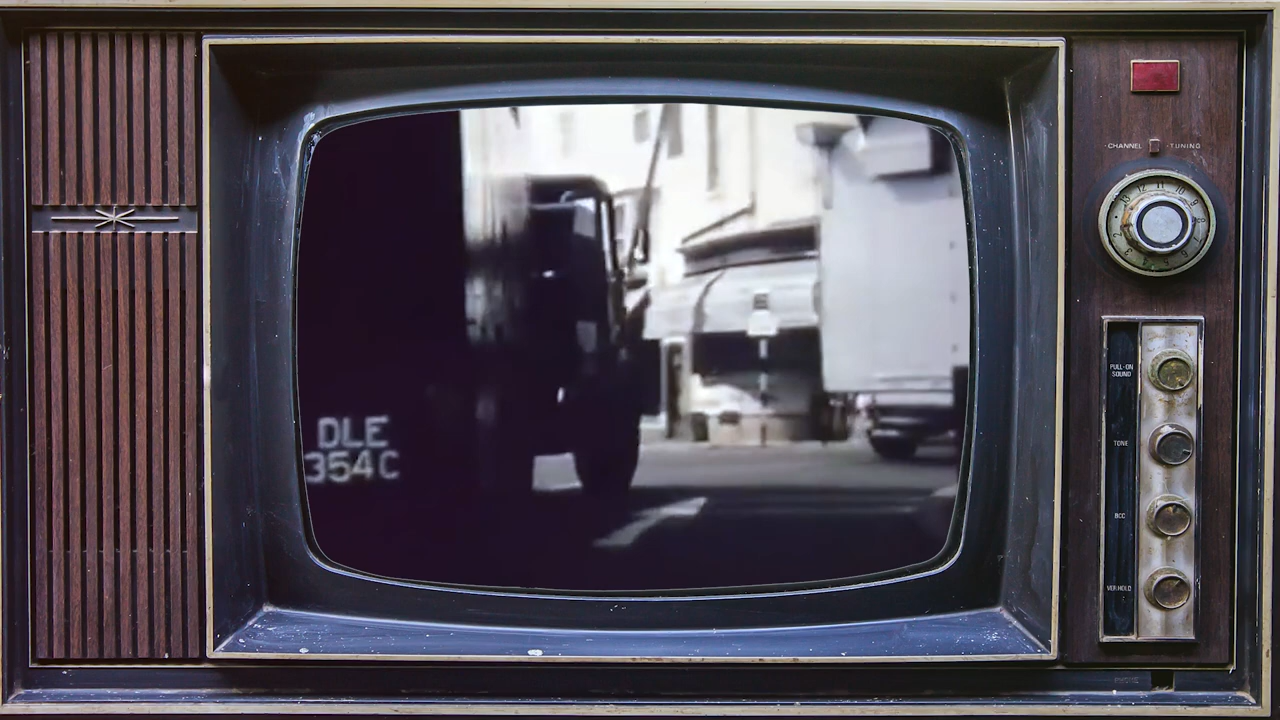 DLE
354C
CHANNEL TUNING
PULL-ON
SOUND
TONE
BCC
VER.HOLD